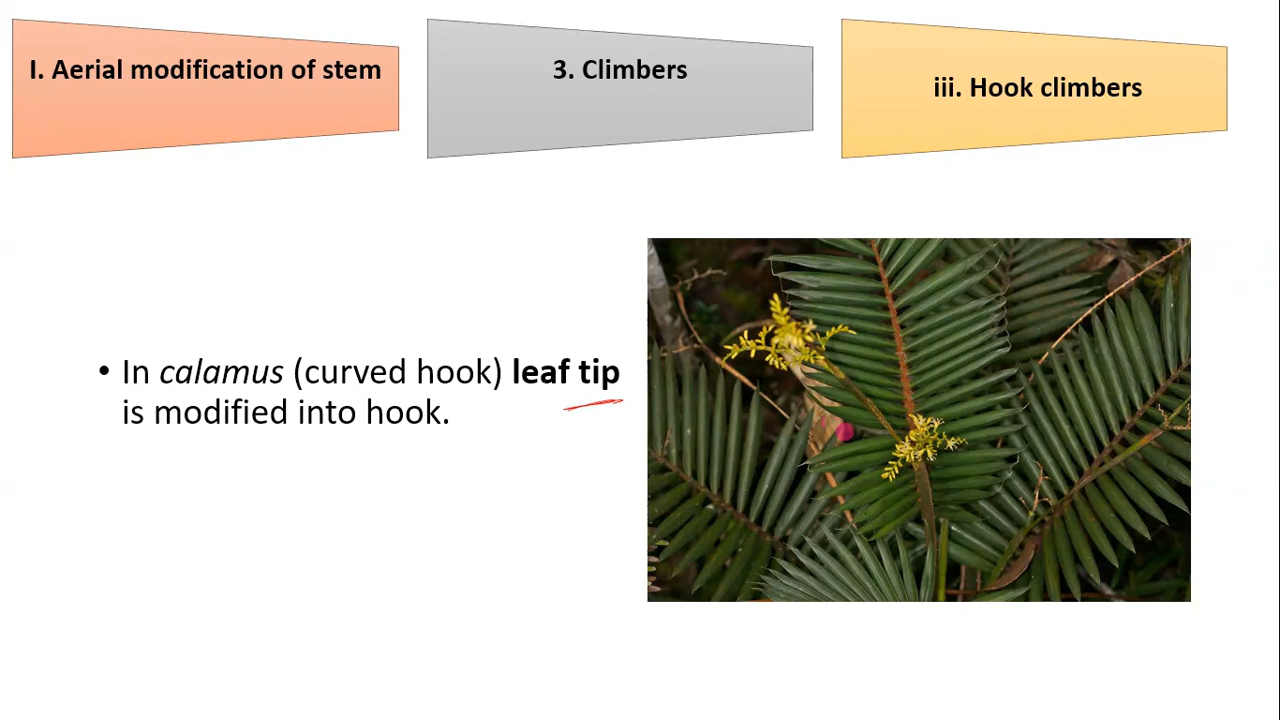 I. Aerial modification of stem
3. Climbers
iii. Hook climbers
• In calamus (curved hook) leaf tip
is modified into hook.